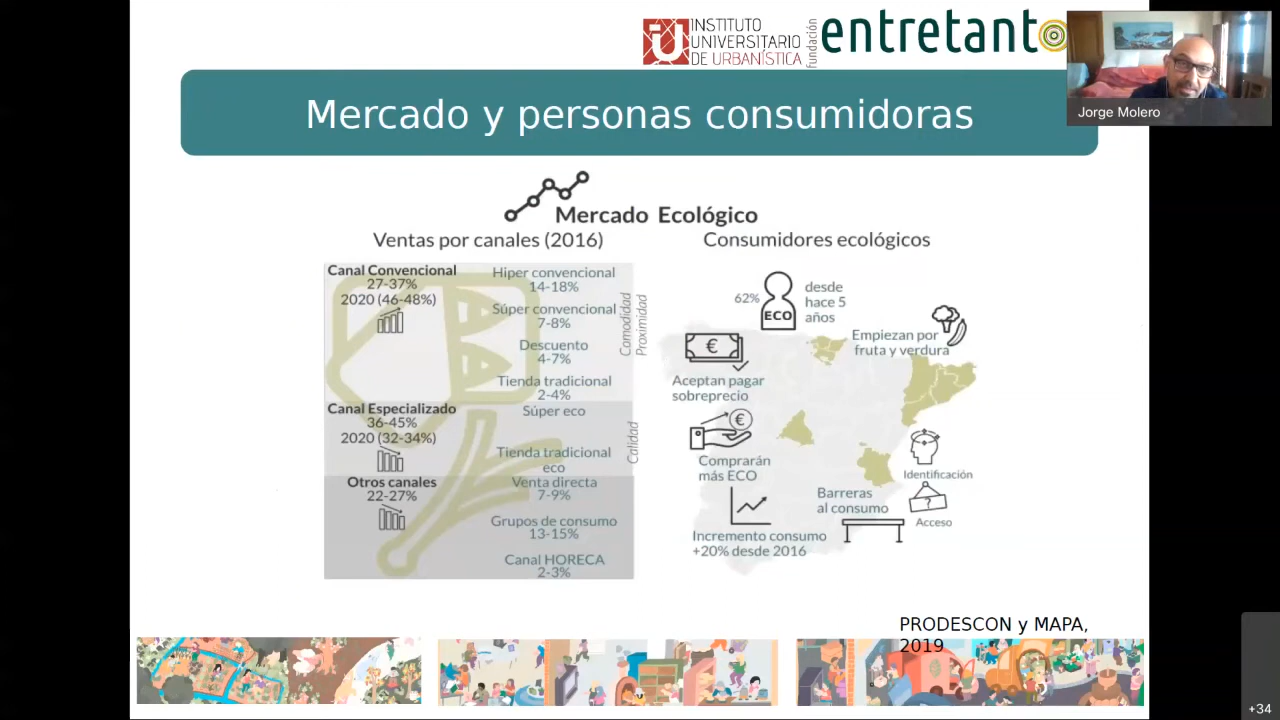 INSTITUTO
UNIVERSITARIO
DE URBANÍSTICA
fundación
entretanto
Jorge Molero
Mercado y personas consumidoras
Mercado Ecológico
Ventas por canales (2016)
Canal Convencional
27-37%
2020 (46-48%)
Hiper convencional
14-18%
Súper convencional
7-8%
Descuento
4-7%
Tienda tradicional
2-4%
Comodidad
Proximidad
Canal Especializado
36-45%
2020 (32-34%)
Súper eco
Tienda tradicional
eco
Calidad
Otros canales
22-27%
Venta directa
7-9%
Grupos de consumo
13-15%
Canal HORECA
2-3%
Consumidores ecológicos
62%
ECO
desde
hace 5
años
Empiezan por
fruta y verdura
€
Aceptan pagar
sobreprecio
€
Comprarán
más ECO
Identificación
Barreras
al consumo
?
Acceso
Incremento consumo
+20% desde 2016
PRODESCON y MAPA,
2019
+34